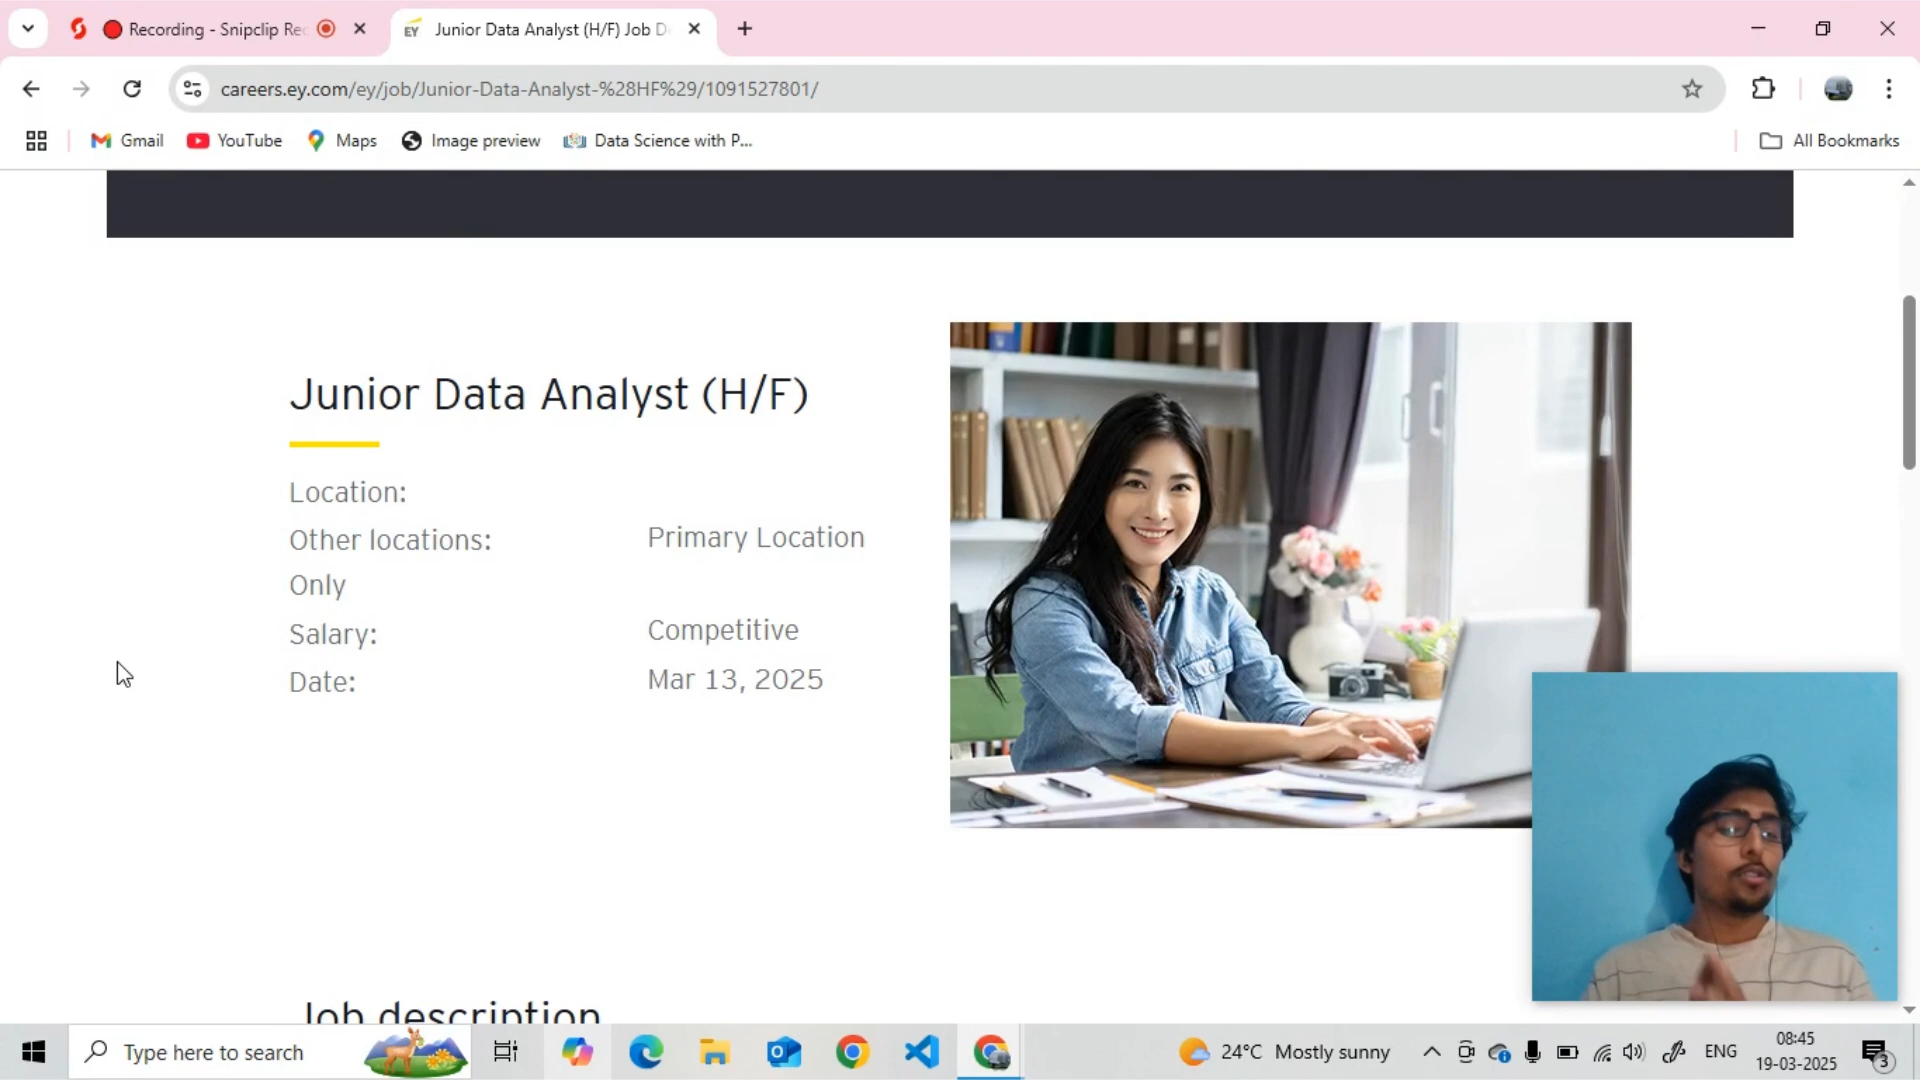 Recording - Snipclip Rec
EY
Junior Data Analyst (H/F) Job D
careers.ey.com/ey/job/Junior-Data-Analyst-%28HF%29/1091527801/
Gmail
YouTube
Maps
Image preview
Data Science with P...
All Bookmarks
Junior Data Analyst (H/F)
Location:
Other locations: Primary Location
Only
Salary: Competitive
Date: Mar 13, 2025
Job description
Type here to search
24°C Mostly sunny
ENG
08:45
19-03-2025
3